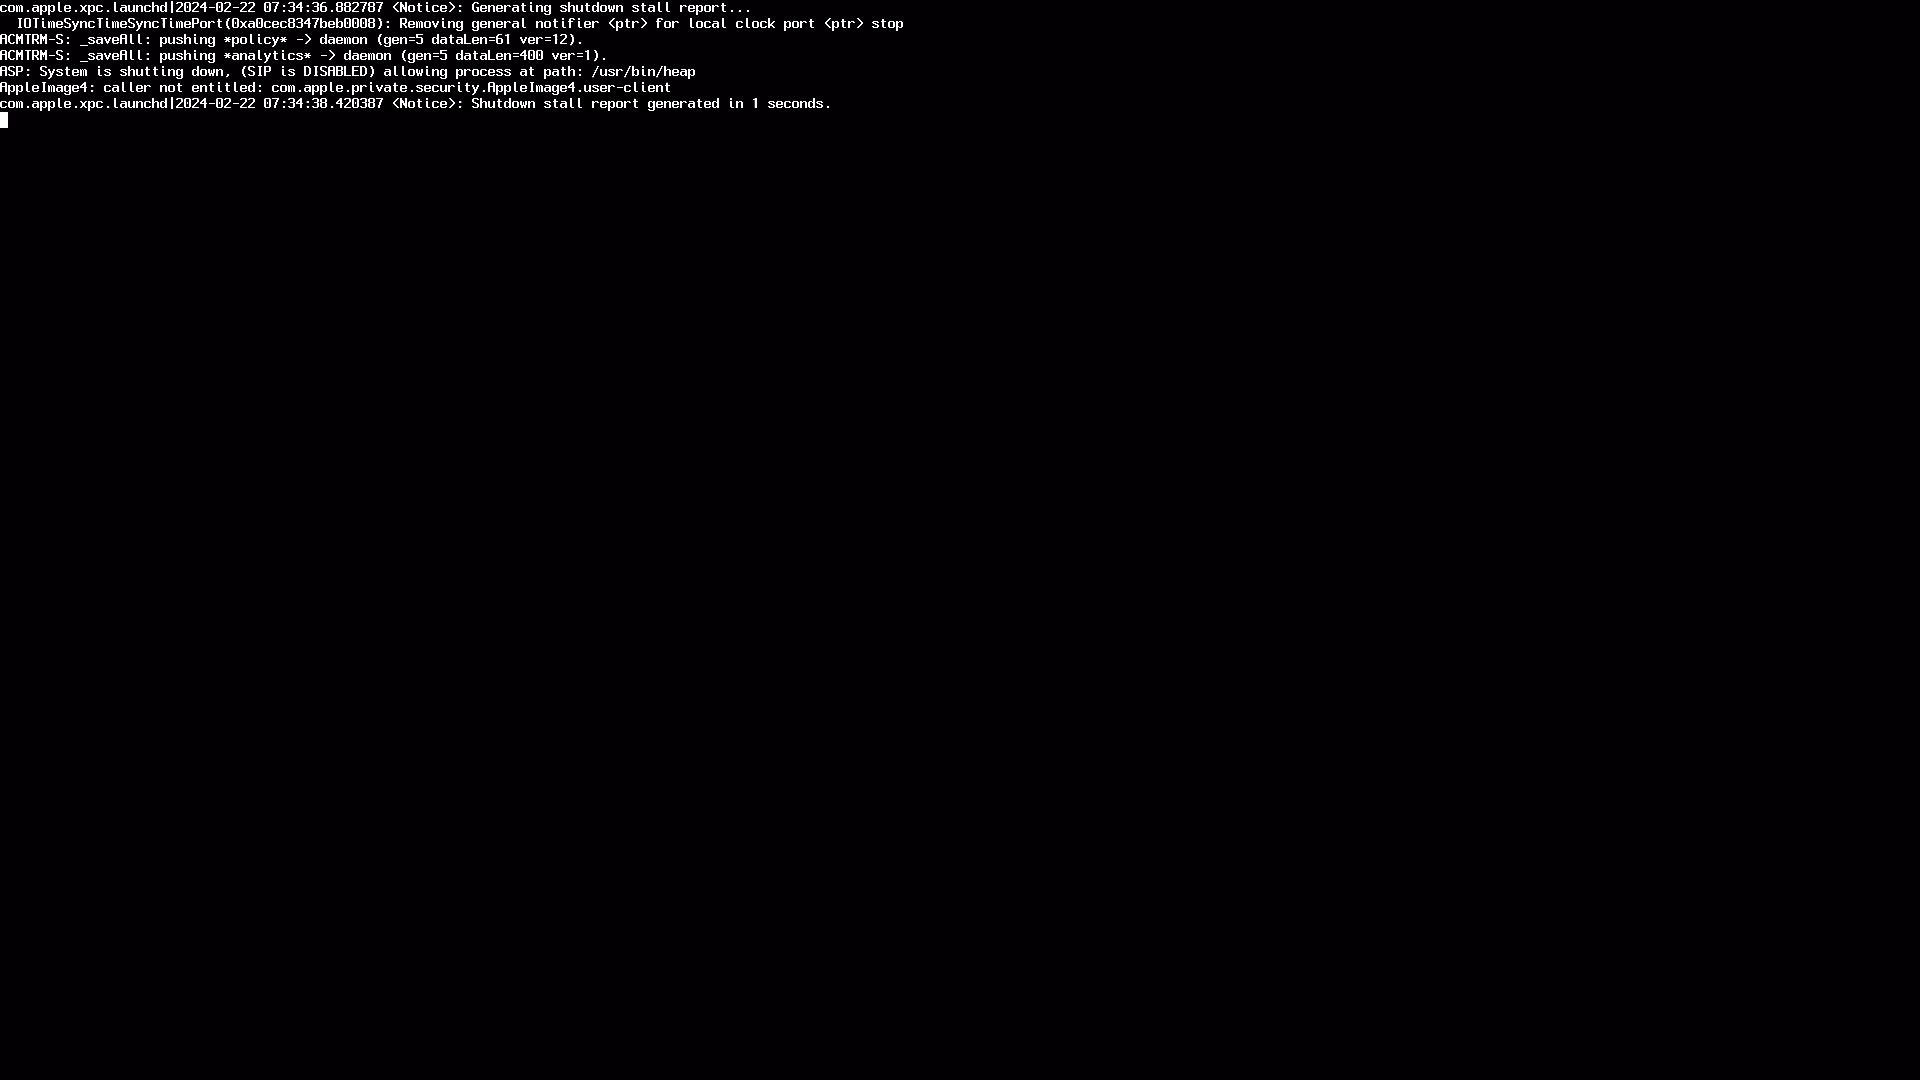 com.apple.xpc.launchd|2024-02-22 07:34:36.882787 <Notice>: Generating shutdown stall report...
  IOTimeSyncTimeSyncTimePort(0xa0cec8347beb0008): Removing general notifier <ptr> for local clock port <ptr> stop
ACMTRM-S: _saveAll: pushing *policy* -> daemon (gen=5 dataLen=61 ver=12).
ACMTRM-S: _saveAll: pushing *analytics* -> daemon (gen=5 dataLen=400 ver=1).
ASP: System is shutting down, (SIP is DISABLED) allowing process at path: /usr/bin/heap
AppleImage4: caller not entitled: com.apple.private.security.AppleImage4.user-client
com.apple.xpc.launchd|2024-02-22 07:34:38.420387 <Notice>: Shutdown stall report generated in 1 seconds.